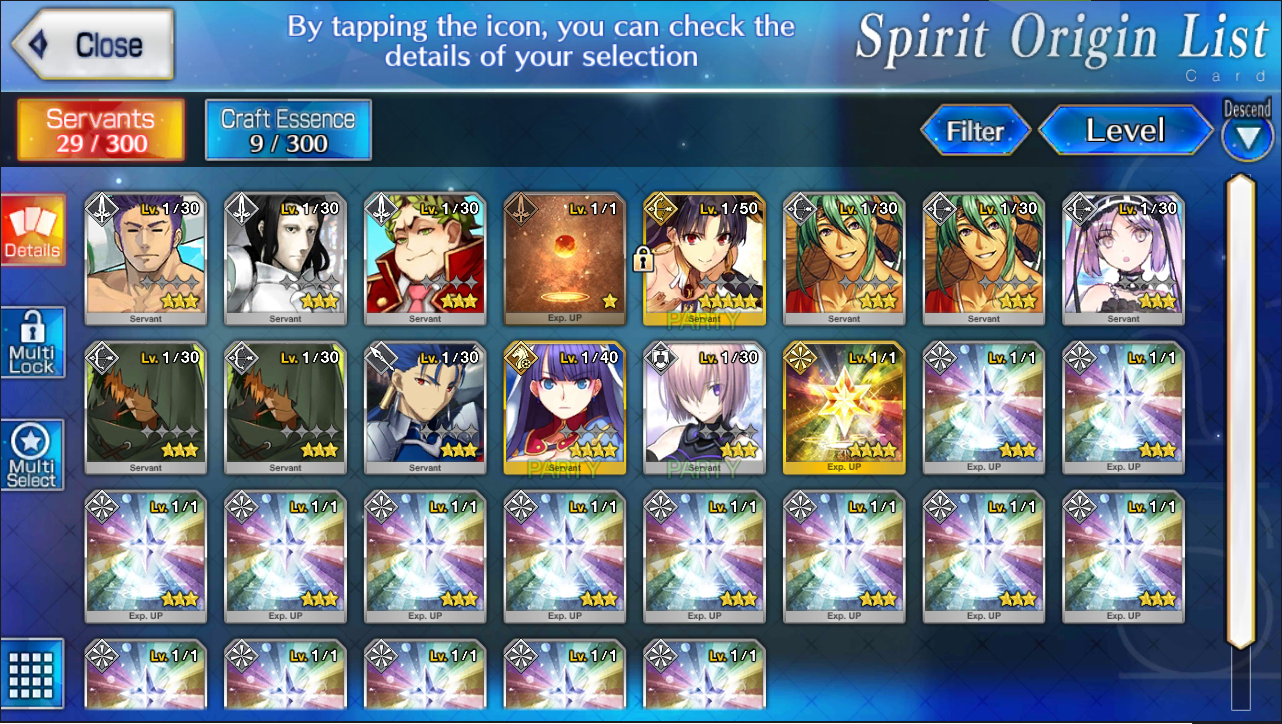 Close
By tapping the icon, you can check the
details of your selection
Spirit Origin List
Card
Servants
29 / 300
Craft Essence
9 / 300
Filter
Level
Descend
Details
Multi
Lock
Multi
Select
Lv. 1/30 Lv. 1/30 Lv. 1/30 Lv. 1/1 Lv. 1/50 Lv. 1/30 Lv. 1/30 Lv. 1/30
Servant Servant Servant Exp. UP Servant Servant Servant Servant
PARTY
Lv. 1/30 Lv. 1/30 Lv. 1/30 Lv. 1/40 Lv. 1/30 Lv. 1/1 Lv. 1/1 Lv. 1/1
Servant Servant Servant Servant Servant Exp. UP Exp. UP Exp. UP
PARTY PARTY
Lv. 1/1 Lv. 1/1 Lv. 1/1 Lv. 1/1 Lv. 1/1 Lv. 1/1 Lv. 1/1 Lv. 1/1
Exp. UP Exp. UP Exp. UP Exp. UP Exp. UP Exp. UP Exp. UP Exp. UP
Lv. 1/1 Lv. 1/1 Lv. 1/1 Lv. 1/1 Lv. 1/1